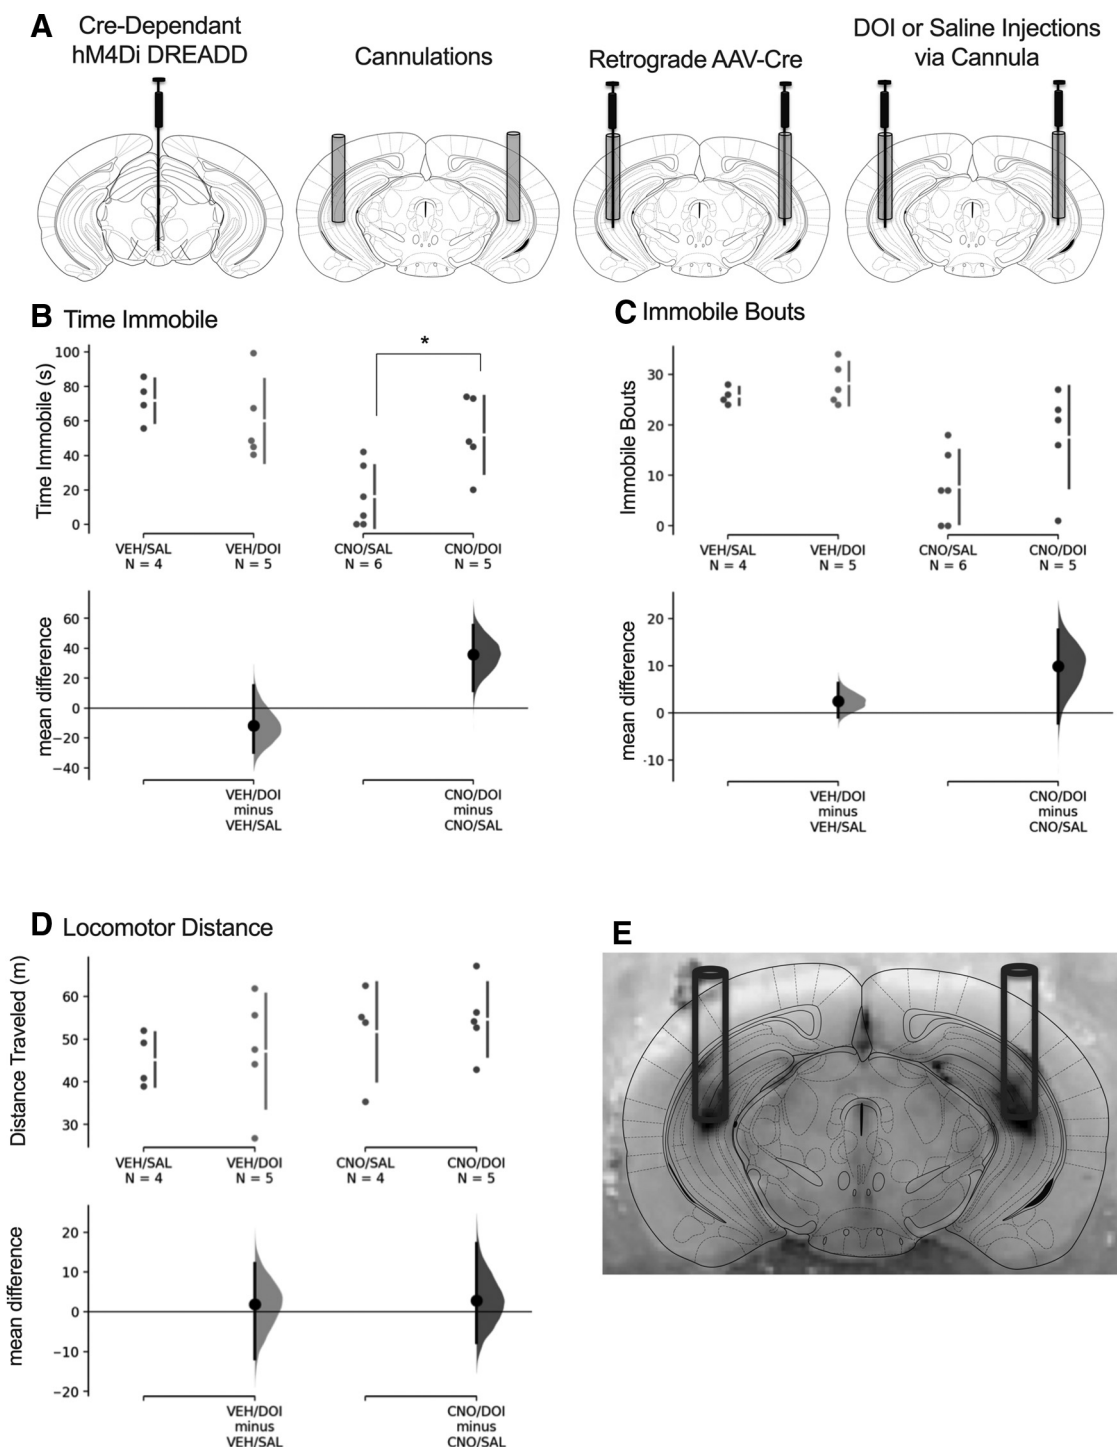 A
Cre-Dependant
hM4Di DREADD
Cannulations
Retrograde AAV-Cre
DOI or Saline Injections
via Cannula
B Time Immobile
Time Immobile (s)
100
80
60
40
20
0
*
VEH/SAL
N = 4
VEH/DOI
N = 5
CNO/SAL
N = 6
CNO/DOI
N = 5
mean difference
60
40
20
0
−20
−40
VEH/DOI
minus
VEH/SAL
CNO/DOI
minus
CNO/SAL
C Immobile Bouts
Immobile Bouts
30
20
10
0
VEH/SAL
N = 4
VEH/DOI
N = 5
CNO/SAL
N = 6
CNO/DOI
N = 5
mean difference
20
10
0
-10
VEH/DOI
minus
VEH/SAL
CNO/DOI
minus
CNO/SAL
D Locomotor Distance
Distance Traveled (m)
60
50
40
30
VEH/SAL
N = 4
VEH/DOI
N = 5
CNO/SAL
N = 4
CNO/DOI
N = 5
mean difference
20
10
0
−10
−20
VEH/DOI
minus
VEH/SAL
CNO/DOI
minus
CNO/SAL
E